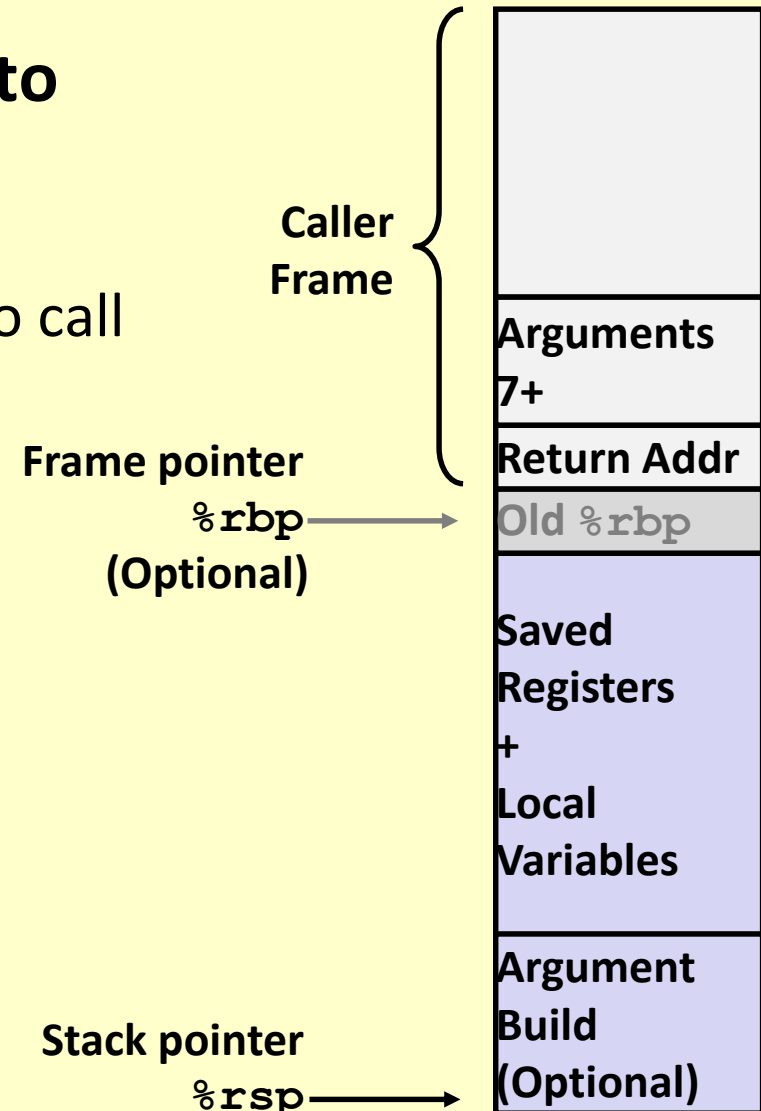 to
Caller
Frame
o call
Arguments
7+
Frame pointer
%rbp
(Optional)
Return Addr
Old %rbp
Saved
Registers
+
Local
Variables
Argument
Build
(Optional)
Stack pointer
%rsp